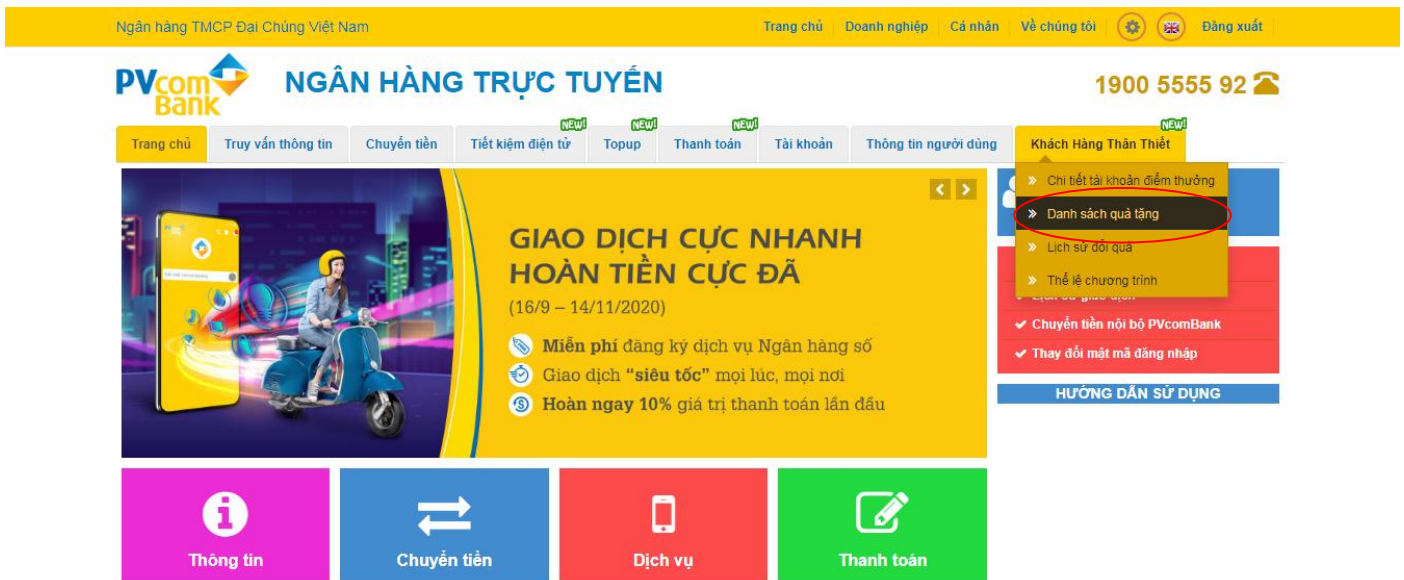 Ngân hàng TMCP Đại Chúng Việt Nam
Trang chủ Doanh nghiệp Cá nhân Về chúng tôi Đăng xuất
PVcom
Bank
NGÂN HÀNG TRỰC TUYẾN
1900 5555 92
NEW! NEW! NEW! NEW!
Trang chủ Truy vấn thông tin Chuyển tiền Tiết kiệm điện tử Topup Thanh toán Tài khoản Thông tin người dùng Khách Hàng Thân Thiết
Chi tiết tài khoản điểm thưởng
Danh sách quà tặng
Lịch sử đổi quà
Thể lệ chương trình
Lịch sử giao dịch
Chuyển tiền nội bộ PVcomBank
Thay đổi mật mã đăng nhập
HƯỚNG DẪN SỬ DỤNG
GIAO DỊCH CỰC NHANH
HOÀN TIỀN CỰC ĐÃ
(16/9 – 14/11/2020)
Miễn phí đăng ký dịch vụ Ngân hàng số
Giao dịch "siêu tốc" mọi lúc, mọi nơi
Hoàn ngay 10% giá trị thanh toán lần đầu
Thông tin
Chuyển tiền
Dịch vụ
Thanh toán